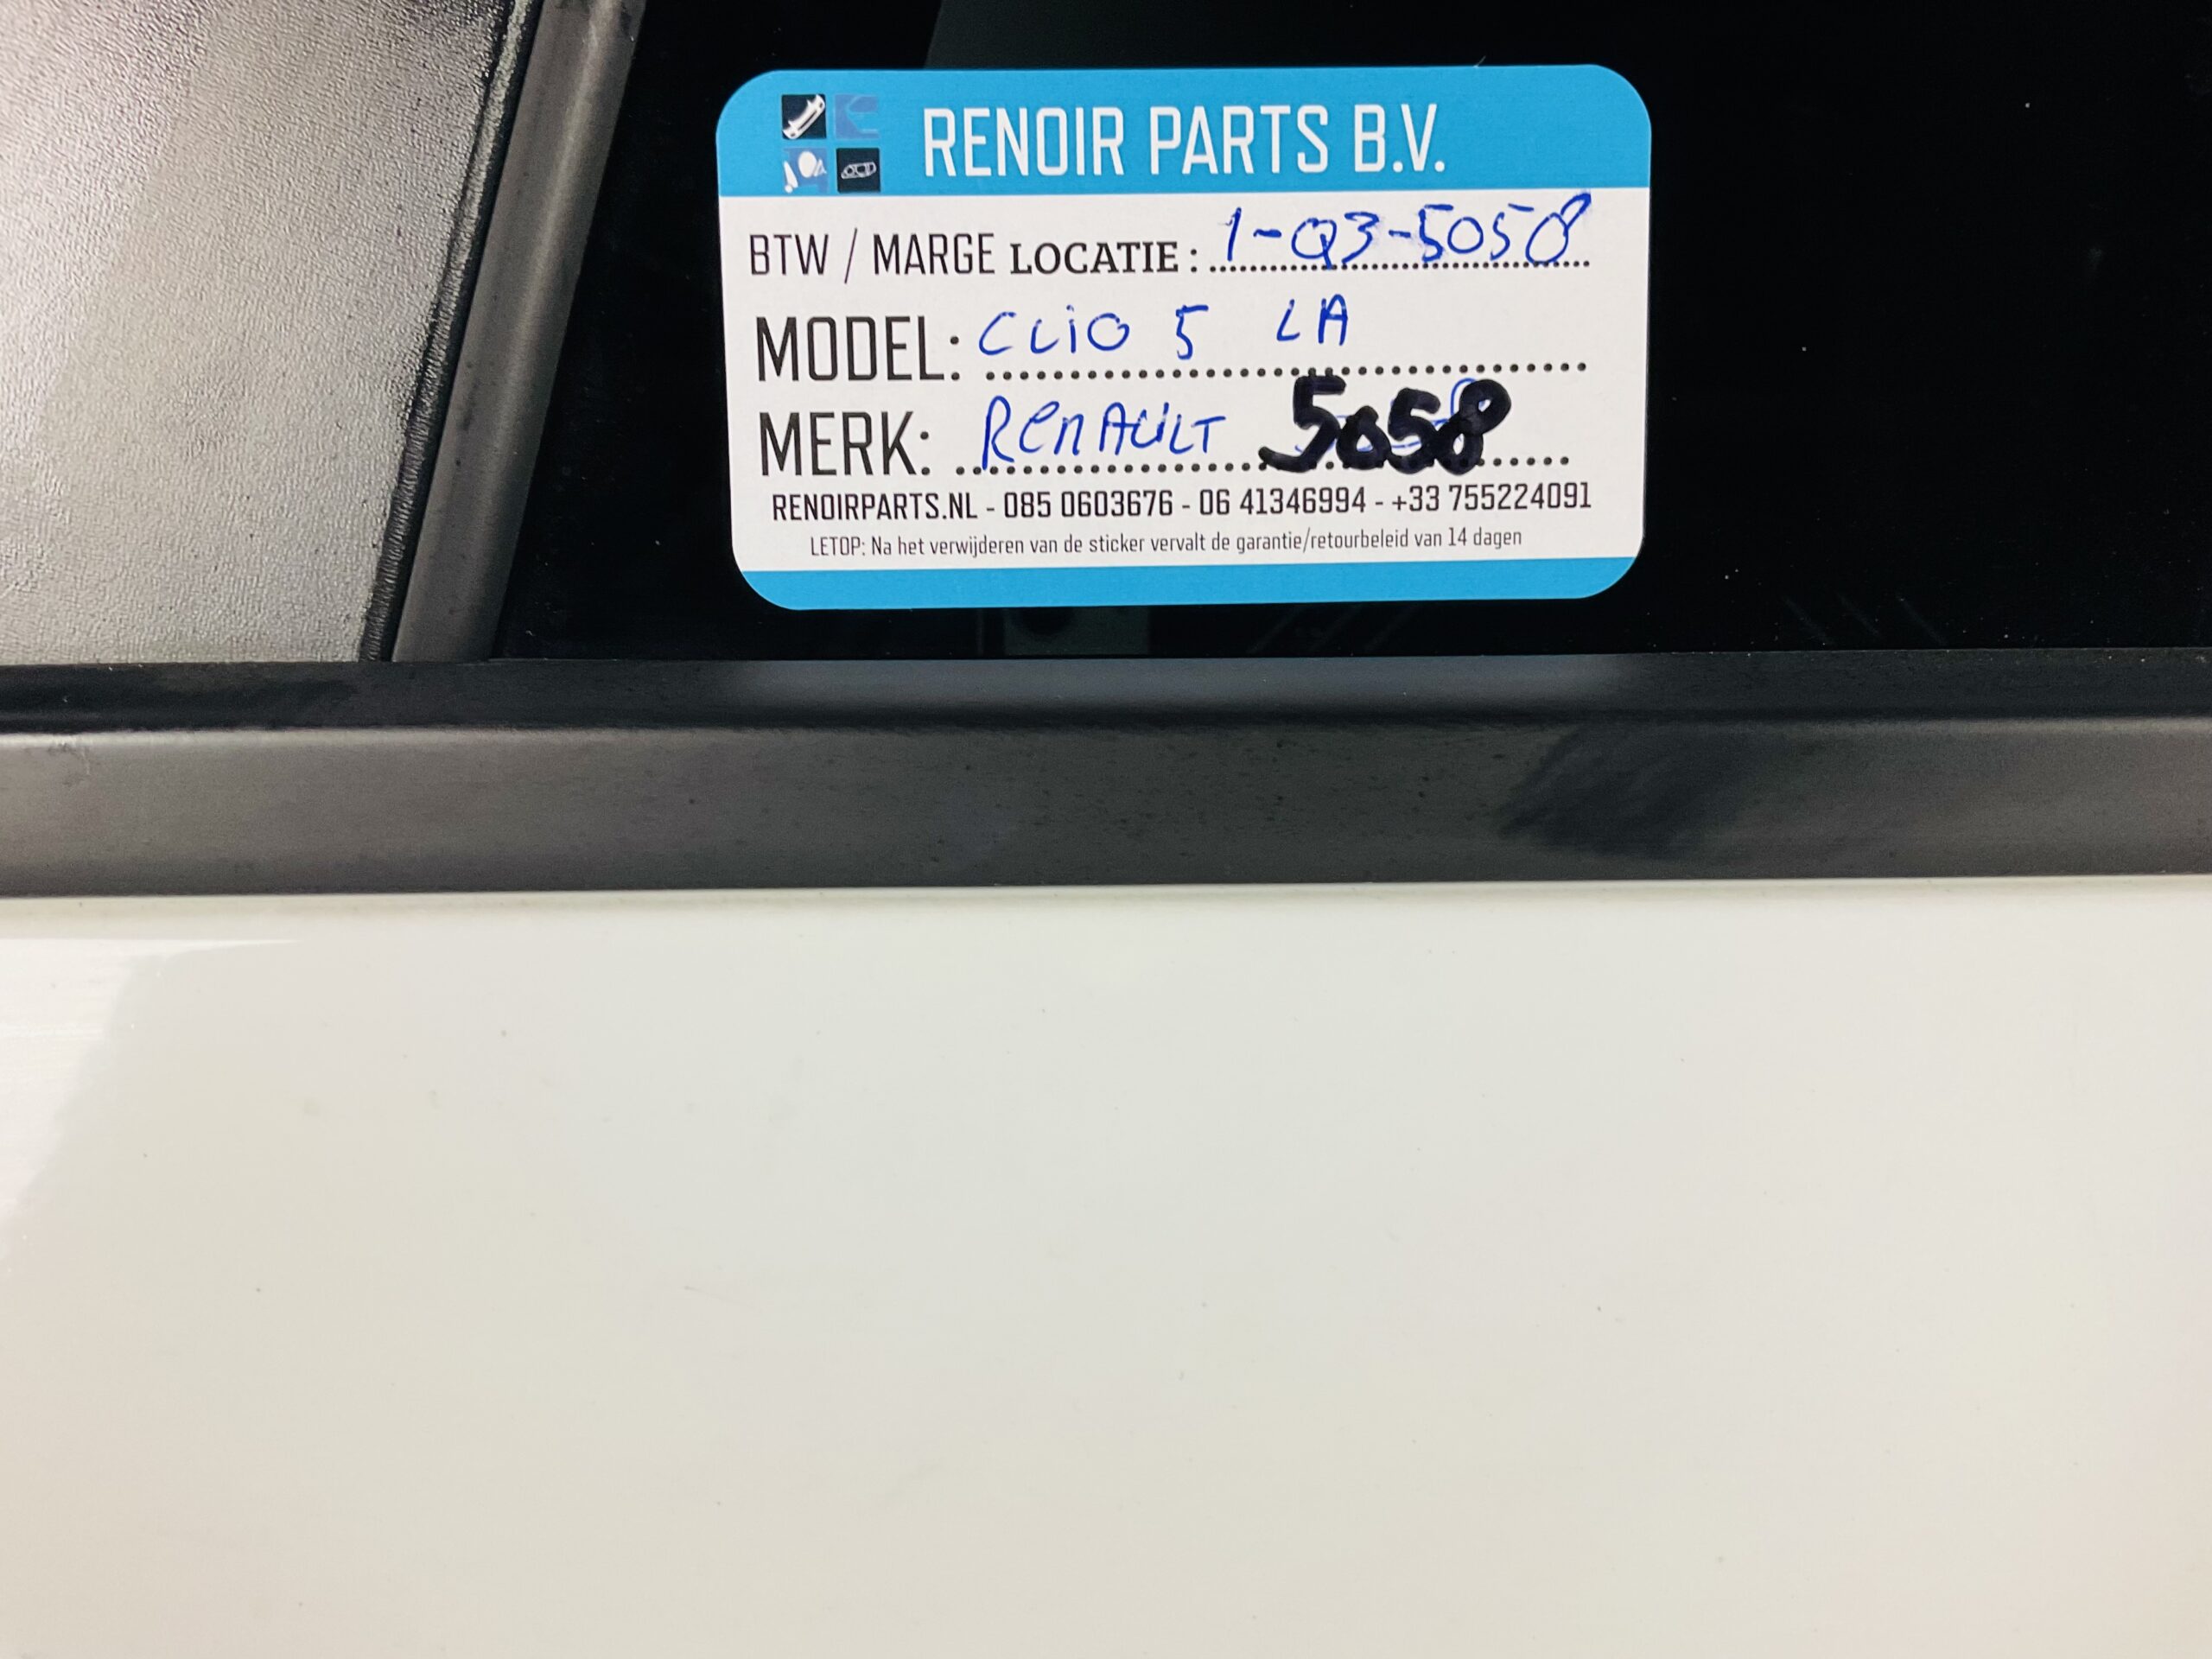 RENOIR PARTS B.V.
BTW / MARGE LOCATIE: 1-Q3-5058
MODEL: CLiO 5 LA
MERK: RenAULT 5058
RENOIRPARTS.NL - 085 0603676 - 06 41346994 - +33 755224091
LETOP: Na het verwijderen van de sticker vervalt de garantie/retourbeleid van 14 dagen